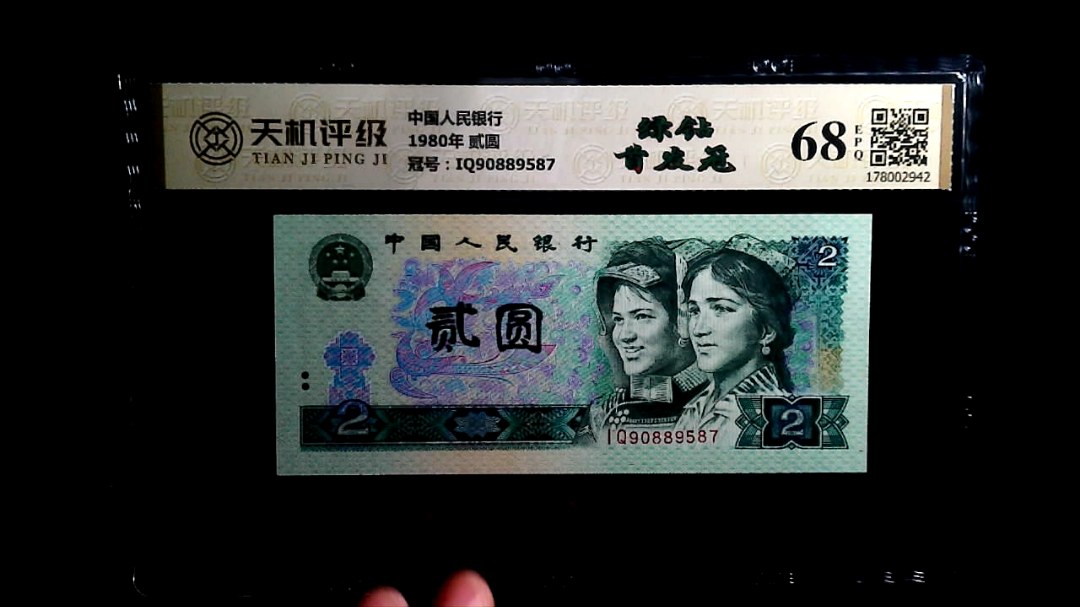 天机评级
TIAN JI PING JI
中国人民银行
1980年 贰圆
冠号：IQ90889587
绿钻
首发冠
68
EPQ
178002942
中国人民银行
2
贰圆
2
IQ90889587
2